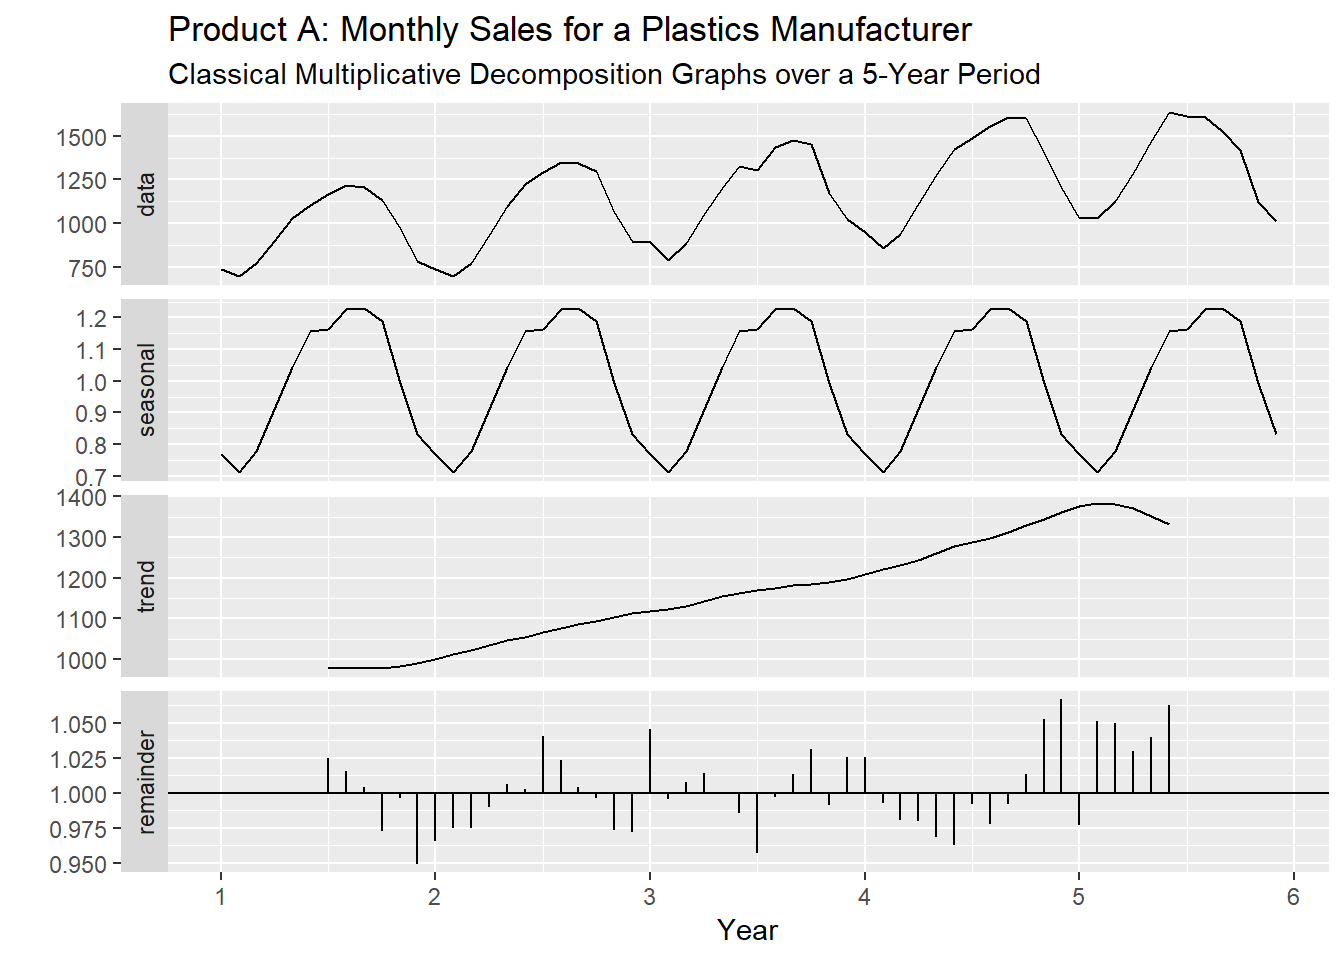 Product A: Monthly Sales for a Plastics Manufacturer
Classical Multiplicative Decomposition Graphs over a 5-Year Period
1500
1250
1000
750
data
1.2
1.1
1.0
0.9
0.8
0.7
seasonal
1400
1300
1200
1100
1000
trend
1.050
1.025
1.000
0.975
0.950
remainder
1 2 3 4 5 6
Year